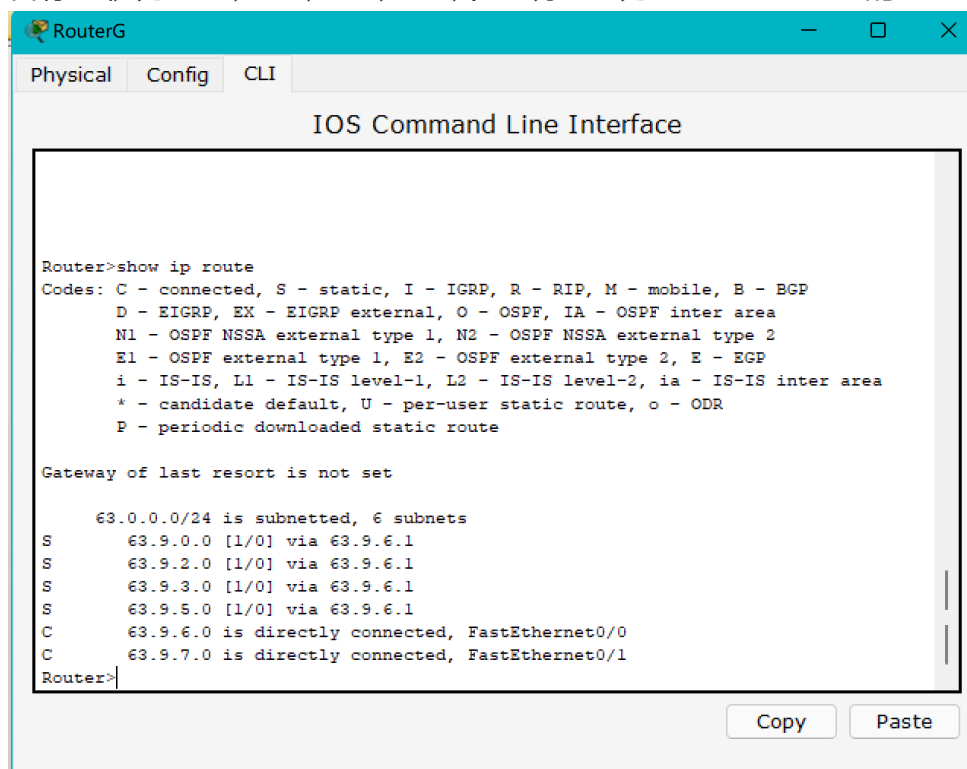 RouterG
Physical Config CLI
IOS Command Line Interface
Router>show ip route
Codes: C - connected, S - static, I - IGRP, R - RIP, M - mobile, B - BGP
D - EIGRP, EX - EIGRP external, O - OSPF, IA - OSPF inter area
N1 - OSPF NSSA external type 1, N2 - OSPF NSSA external type 2
E1 - OSPF external type 1, E2 - OSPF external type 2, E - EGP
i - IS-IS, L1 - IS-IS level-1, L2 - IS-IS level-2, ia - IS-IS inter area
* - candidate default, U - per-user static route, o - ODR
P - periodic downloaded static route
Gateway of last resort is not set
63.0.0.0/24 is subnetted, 6 subnets
S 63.9.0.0 [1/0] via 63.9.6.1
S 63.9.2.0 [1/0] via 63.9.6.1
S 63.9.3.0 [1/0] via 63.9.6.1
S 63.9.5.0 [1/0] via 63.9.6.1
C 63.9.6.0 is directly connected, FastEthernet0/0
C 63.9.7.0 is directly connected, FastEthernet0/1
Router>
Copy Paste